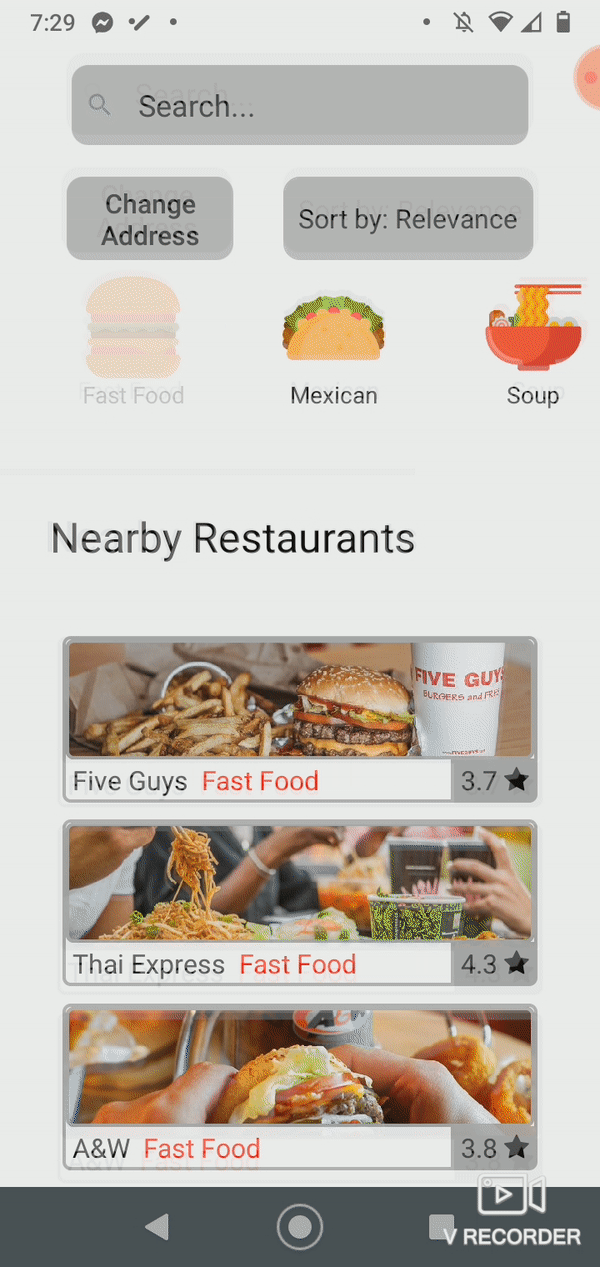 7:29
Search...
Change
Address
Sort by: Relevance
Fast Food
Mexican
Soup
Nearby Restaurants
FIVE GUYS
BURGERS and FRIES
Five Guys Fast Food 3.7
Thai Express Fast Food 4.3
A&W Fast Food 3.8
V RECORDER